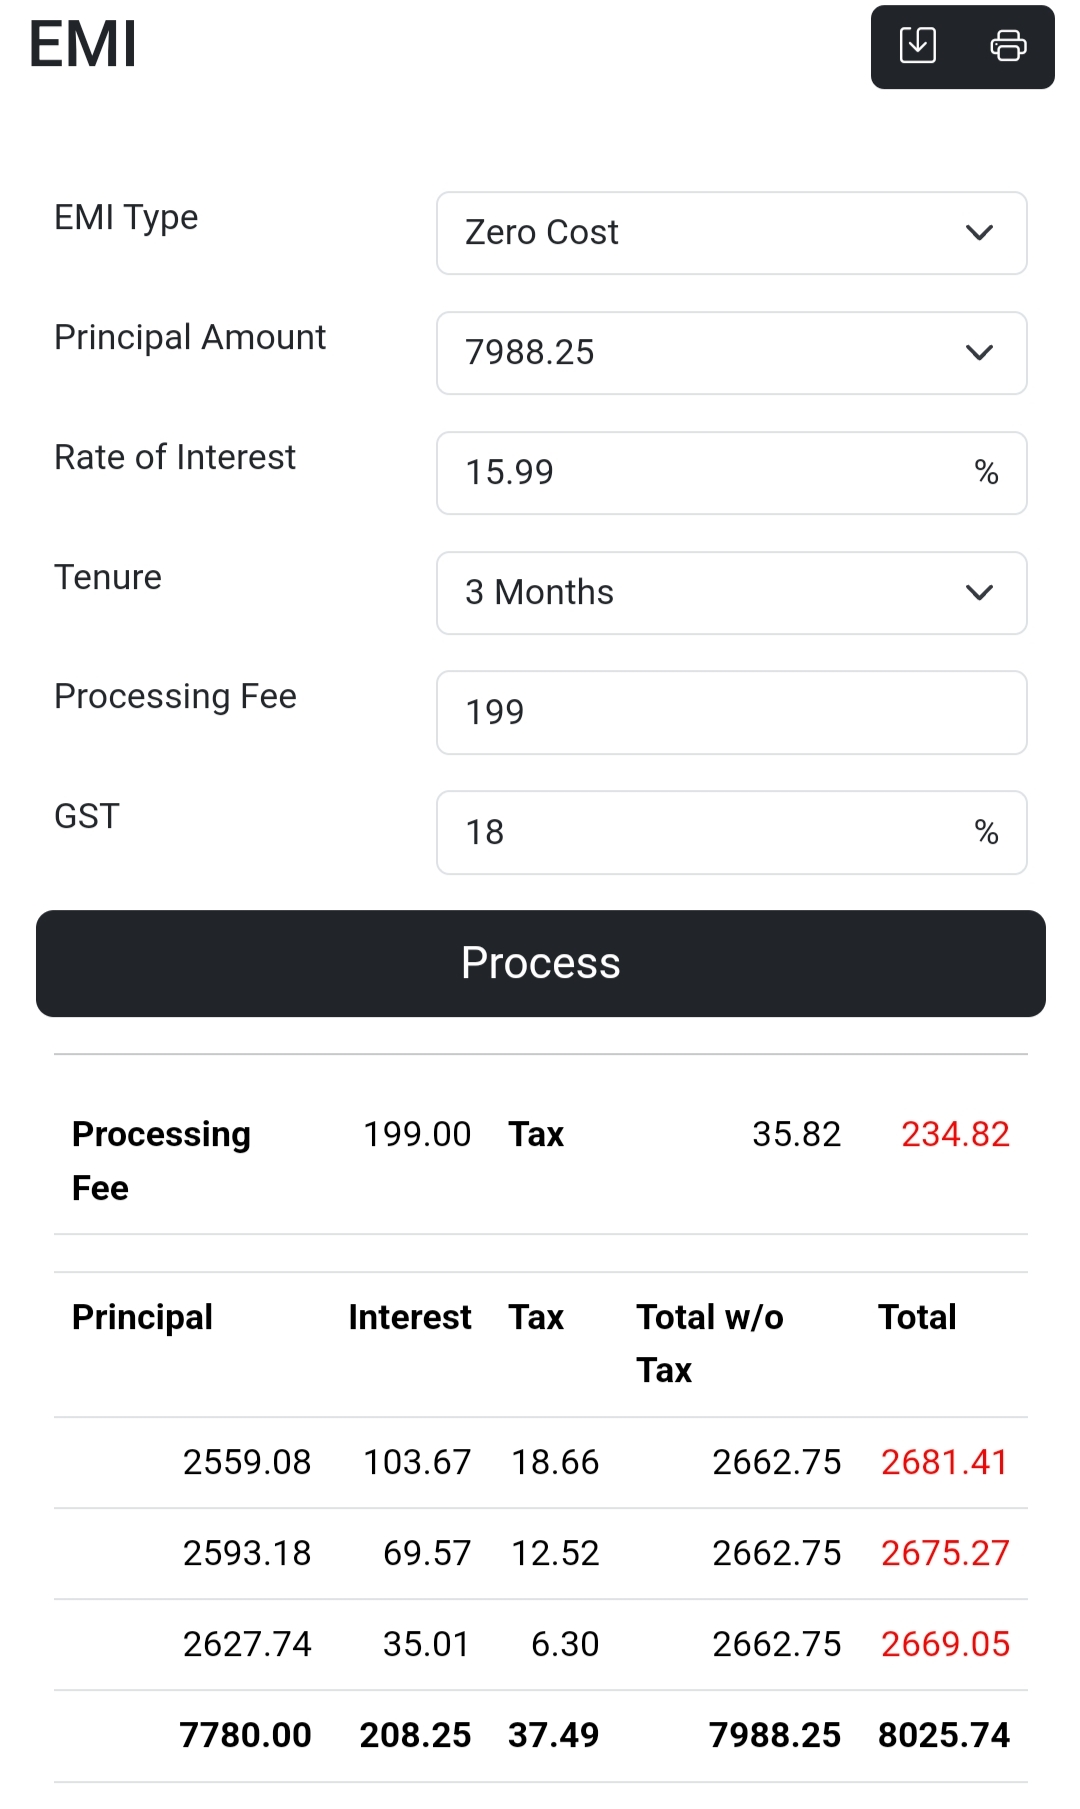 EMI
EMI Type
Zero Cost
Principal Amount
7988.25
Rate of Interest
15.99 %
Tenure
3 Months
Processing Fee
199
GST
18 %
Process
Processing Fee 199.00 Tax 35.82 234.82
Principal Interest Tax Total w/o Tax Total
2559.08 103.67 18.66 2662.75 2681.41
2593.18 69.57 12.52 2662.75 2675.27
2627.74 35.01 6.30 2662.75 2669.05
7780.00 208.25 37.49 7988.25 8025.74